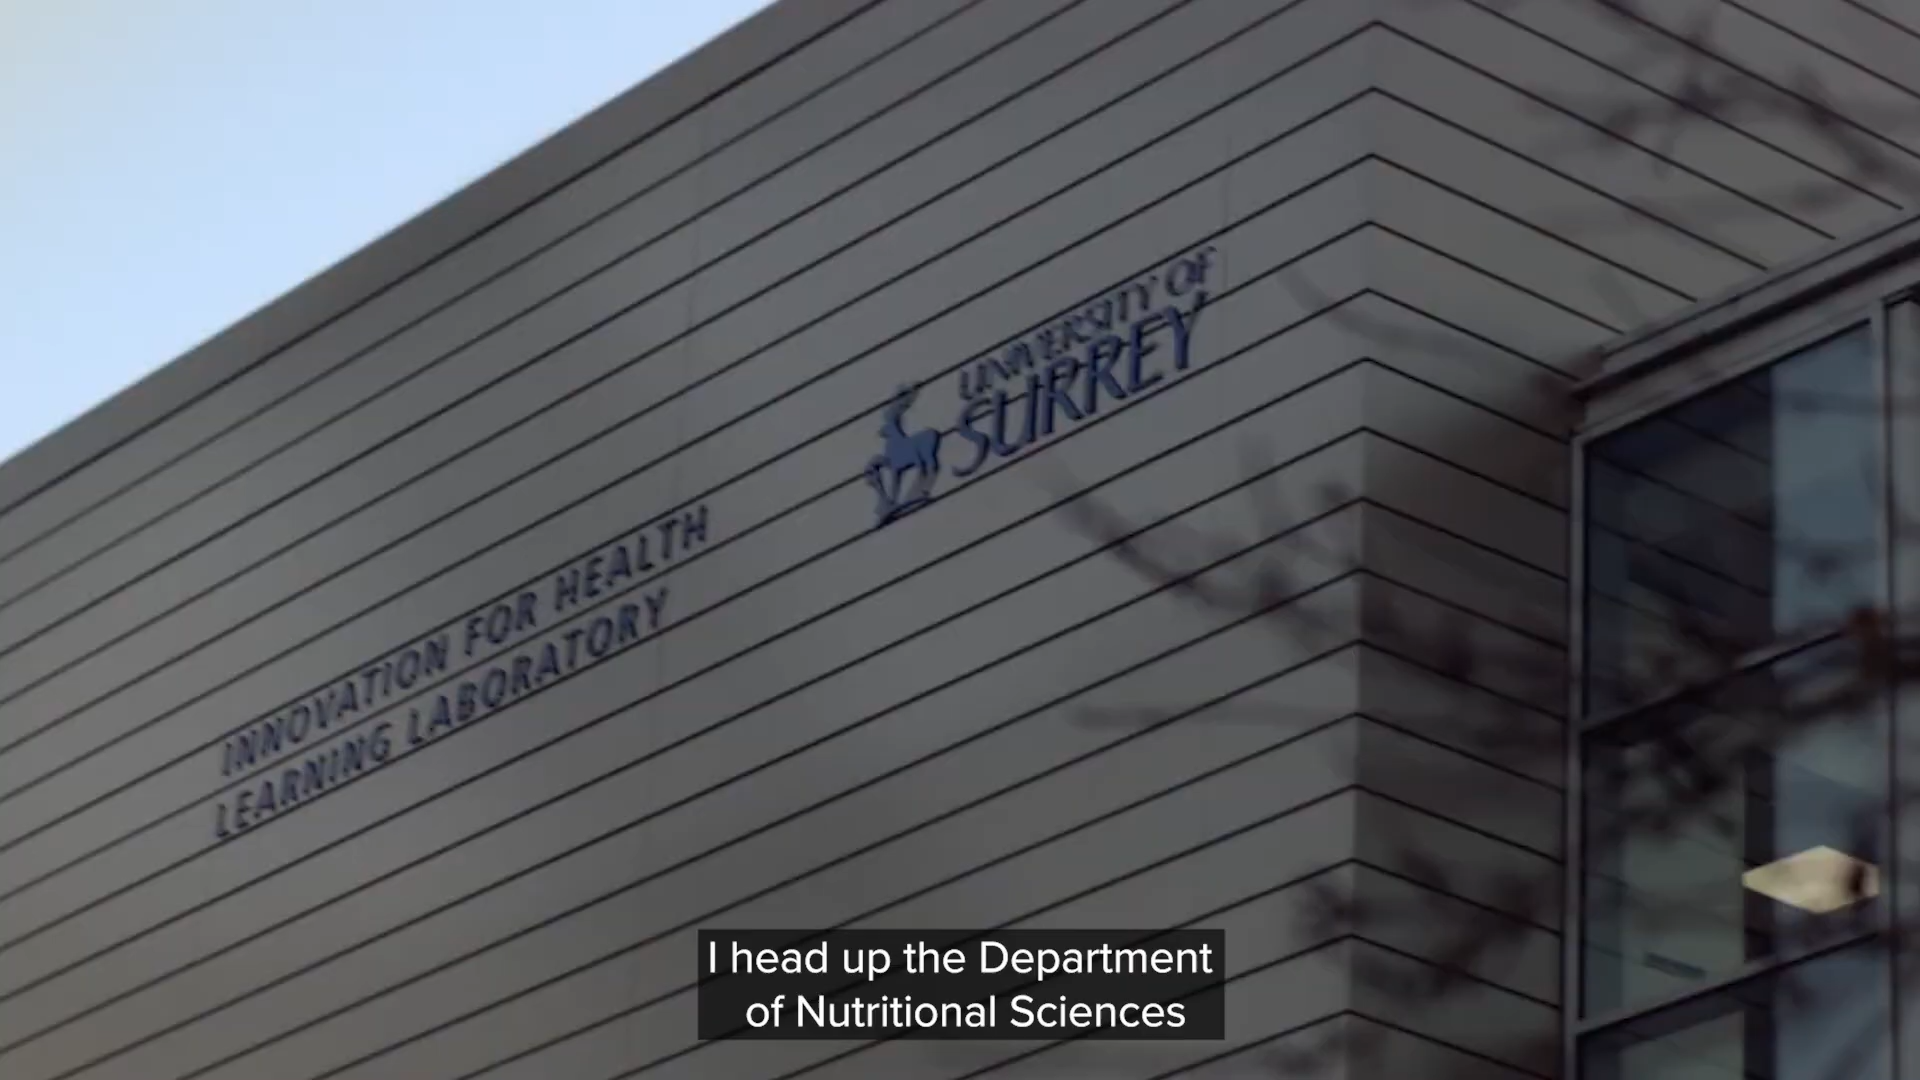 UNIVERSITY OF
SURREY
INNOVATION FOR HEALTH
LEARNING LABORATORY
I head up the Department
of Nutritional Sciences